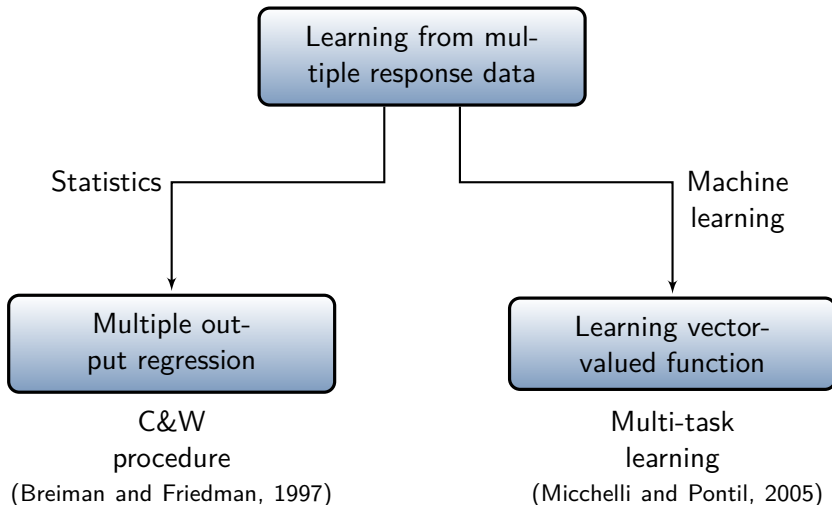 Learning from mul-
tiple response data
Statistics
Machine
learning
Multiple out-
put regression
Learning vector-
valued function
C&W
procedure
(Breiman and Friedman, 1997)
Multi-task
learning
(Micchelli and Pontil, 2005)